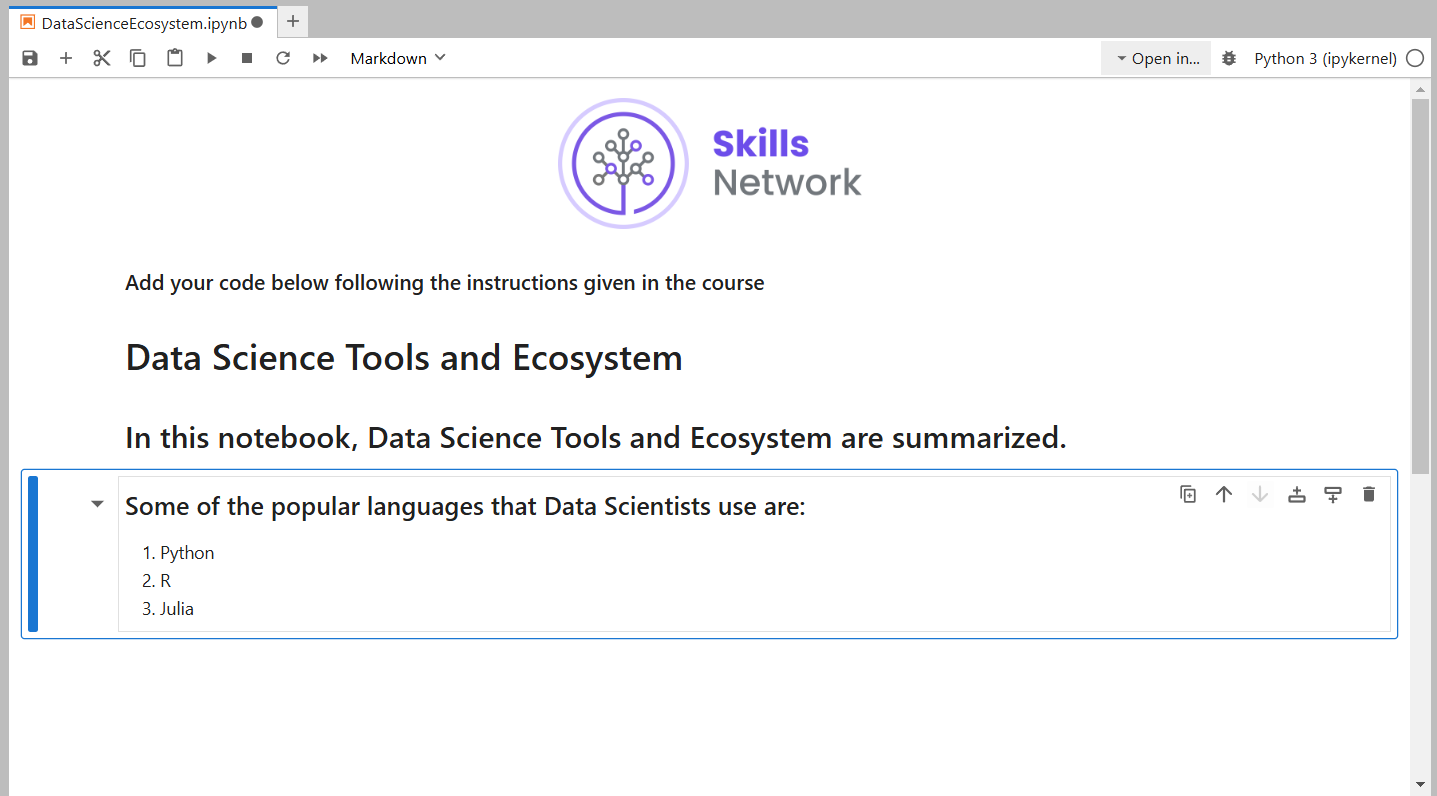 DataScienceEcosystem.ipynb
Markdown
Open in...
Python 3 (ipykernel)
Skills
Network
Add your code below following the instructions given in the course
Data Science Tools and Ecosystem
In this notebook, Data Science Tools and Ecosystem are summarized.
Some of the popular languages that Data Scientists use are:
1. Python
2. R
3. Julia